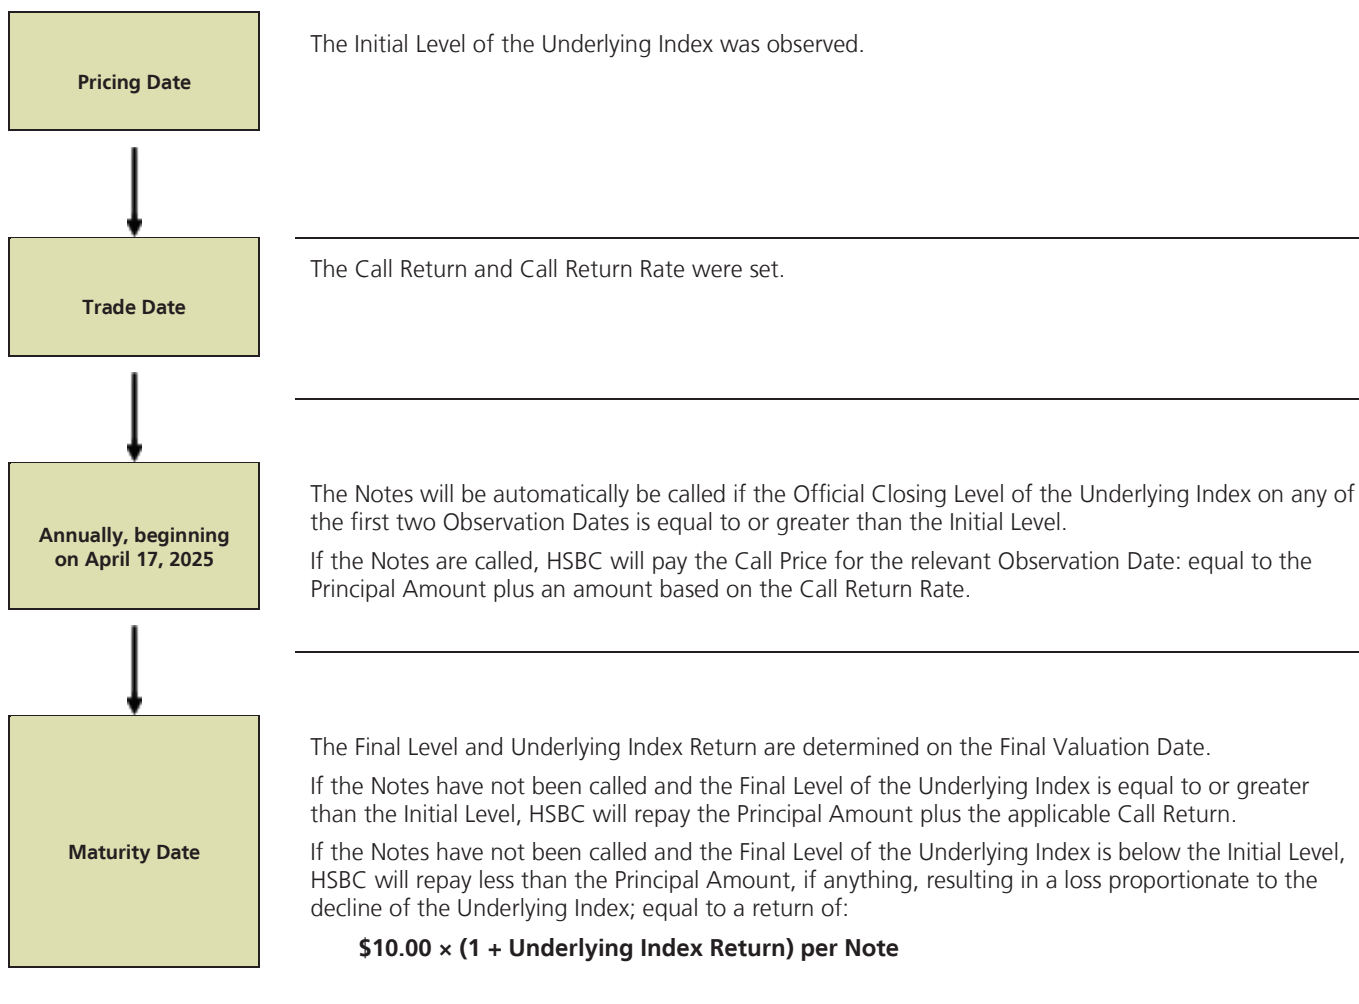 Pricing Date
The Initial Level of the Underlying Index was observed.
Trade Date
The Call Return and Call Return Rate were set.
Annually, beginning
on April 17, 2025
The Notes will be automatically be called if the Official Closing Level of the Underlying Index on any of
the first two Observation Dates is equal to or greater than the Initial Level.
If the Notes are called, HSBC will pay the Call Price for the relevant Observation Date: equal to the
Principal Amount plus an amount based on the Call Return Rate.
Maturity Date
The Final Level and Underlying Index Return are determined on the Final Valuation Date.
If the Notes have not been called and the Final Level of the Underlying Index is equal to or greater
than the Initial Level, HSBC will repay the Principal Amount plus the applicable Call Return.
If the Notes have not been called and the Final Level of the Underlying Index is below the Initial Level,
HSBC will repay less than the Principal Amount, if anything, resulting in a loss proportionate to the
decline of the Underlying Index; equal to a return of:
$10.00 × (1 + Underlying Index Return) per Note